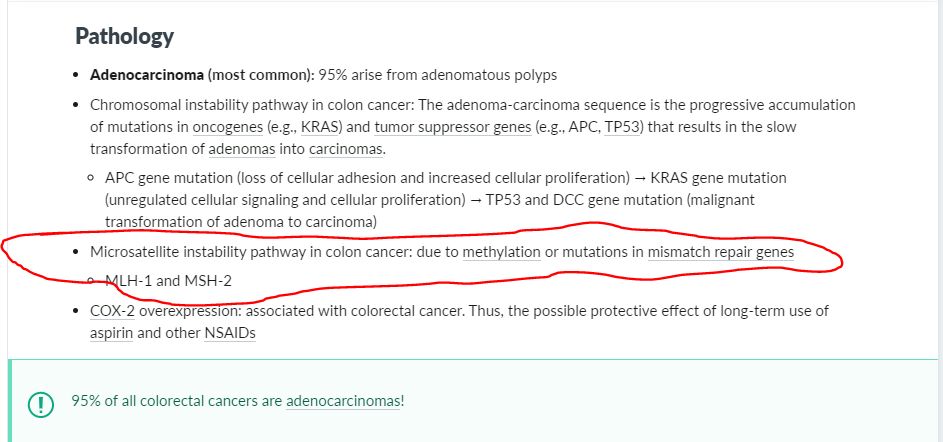 Pathology
• Adenocarcinoma (most common): 95% arise from adenomatous polyps
• Chromosomal instability pathway in colon cancer: The adenoma-carcinoma sequence is the progressive accumulation
of mutations in oncogenes (e.g., KRAS) and tumor suppressor genes (e.g., APC, TP53) that results in the slow
transformation of adenomas into carcinomas.
○ APC gene mutation (loss of cellular adhesion and increased cellular proliferation) → KRAS gene mutation
(unregulated cellular signaling and cellular proliferation) → TP53 and DCC gene mutation (malignant
transformation of adenoma to carcinoma)
• Microsatellite instability pathway in colon cancer: due to methylation or mutations in mismatch repair genes
○ MLH-1 and MSH-2
• COX-2 overexpression: associated with colorectal cancer. Thus, the possible protective effect of long-term use of
aspirin and other NSAIDs
95% of all colorectal cancers are adenocarcinomas!